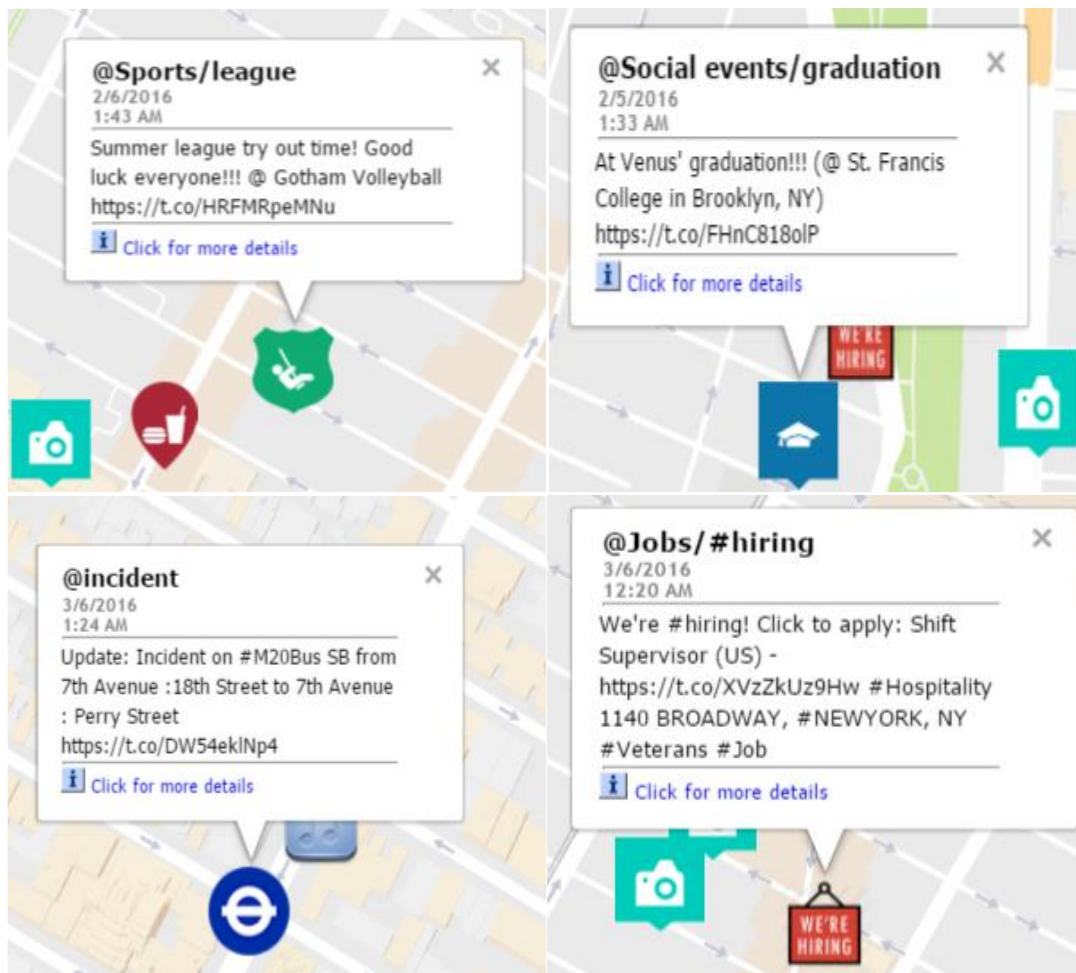 @Sports/league
2/6/2016
1:43 AM
Summer league try out time! Good
luck everyone!!! @ Gotham Volleyball
https://t.co/HRFMRpeMNu
Click for more details
@Social events/graduation
2/5/2016
1:33 AM
At Venus' graduation!!! (@ St. Francis
College in Brooklyn, NY)
https://t.co/FHnC818olP
Click for more details
WE'RE
HIRING
@incident
3/6/2016
1:24 AM
Update: Incident on #M20Bus SB from
7th Avenue :18th Street to 7th Avenue
: Perry Street
https://t.co/DW54eklNp4
Click for more details
@Jobs/#hiring
3/6/2016
12:20 AM
We're #hiring! Click to apply: Shift
Supervisor (US) -
https://t.co/XVzZkUz9Hw #Hospitality
1140 BROADWAY, #NEWYORK, NY
#Veterans #Job
Click for more details
WE'RE
HIRING